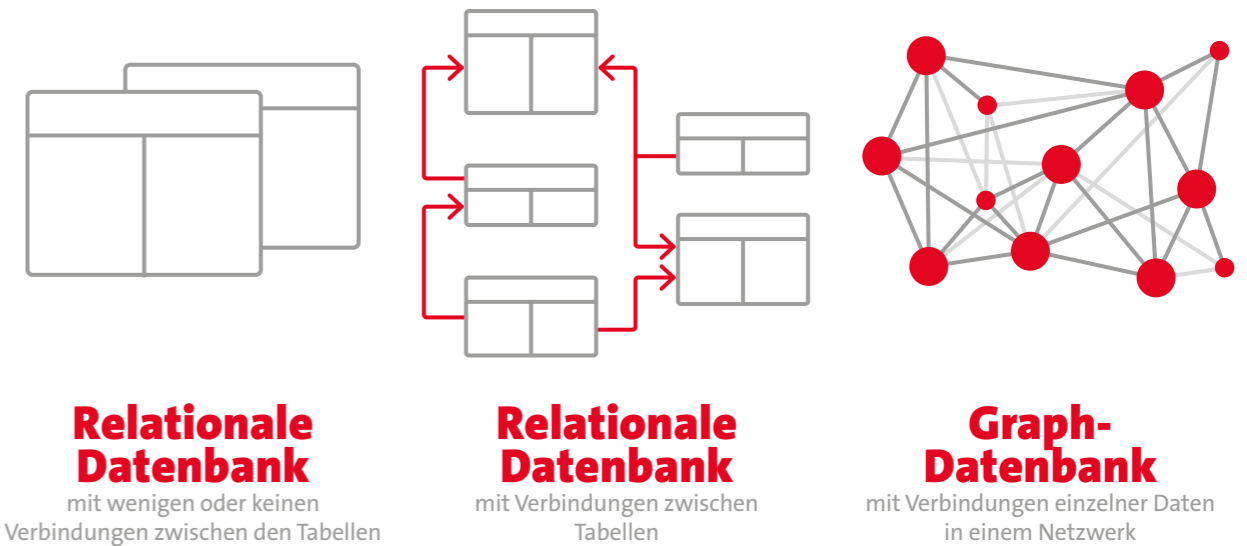 Relationale
Datenbank
mit wenigen oder keinen
Verbindungen zwischen den Tabellen
Relationale
Datenbank
mit Verbindungen zwischen
Tabellen
Graph-
Datenbank
mit Verbindungen einzelner Daten
in einem Netzwerk